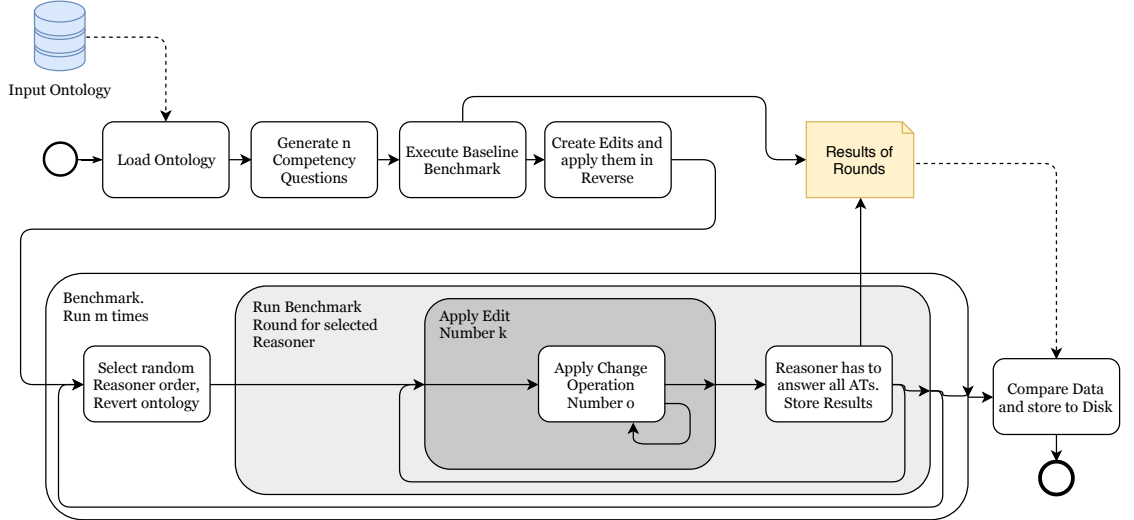 Input Ontology
Load Ontology
Generate n
Competency
Questions
Execute Baseline
Benchmark
Create Edits and
apply them in
Reverse
Results of
Rounds
Benchmark.
Run m times
Run Benchmark
Round for selected
Reasoner
Apply Edit
Number k
Select random
Reasoner order,
Revert ontology
Apply Change
Operation
Number o
Reasoner has to
answer all ATs.
Store Results
Compare Data
and store to Disk